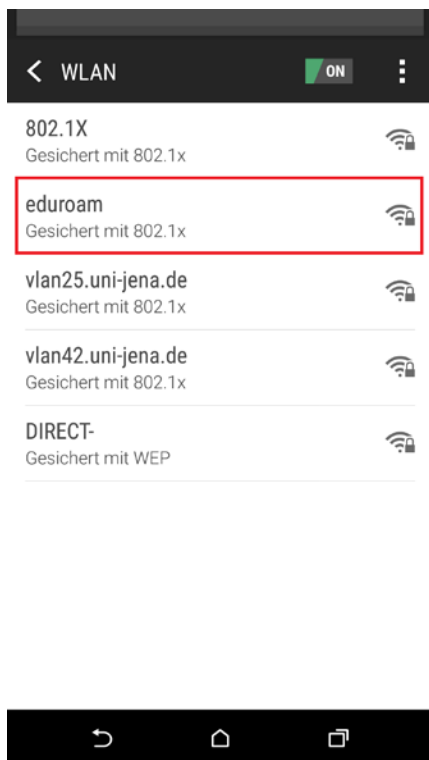 WLAN ON
802.1X
Gesichert mit 802.1x
eduroam
Gesichert mit 802.1x
vlan25.uni-jena.de
Gesichert mit 802.1x
vlan42.uni-jena.de
Gesichert mit 802.1x
DIRECT-
Gesichert mit WEP